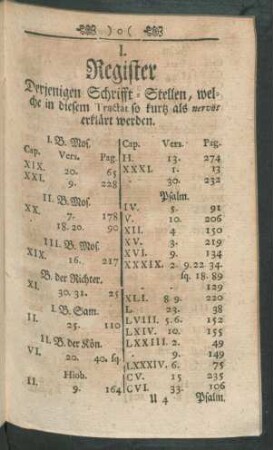 )o(
I.
Register
Derjenigen Schrifft-Stellen, wel-
che in diesem Tractat so kurtz als nervös
erklärt werden.
I. B. Mos.
Cap. Vers. Pag.
XIX. 20. 65
XXI. 9. 228
II. B. Mos.
XX. 7. 178
18. 20. 90
III. B. Mos.
XIX. 16. 217
B. der Richter.
XI. 30. 31. 25
I. B. Sam.
II. 25. 110
II. B. der Kön.
VI. 20. 40. sq.
Hiob.
II. 9. 164
Cap. Vers. Pag.
II. 13. 274
XXXI. 1. 13
30. 232
Psalm.
IV. 5. 91
V. 10. 206
XII. 4 150
XV. 3. 219
XVI. 9. 134
XXXIX. 2. 9. 22 34.
sq. 18. 89
129
XLI. 8 9. 220
L. 23. 38
LVIII. 5. 6. 152
LXIV. 10. 155
LXXIII. 2. 49
9. 149
LXXXIV. 6. 75
CV. 15 235
CVI. 33. 106
U 4 Psalm.